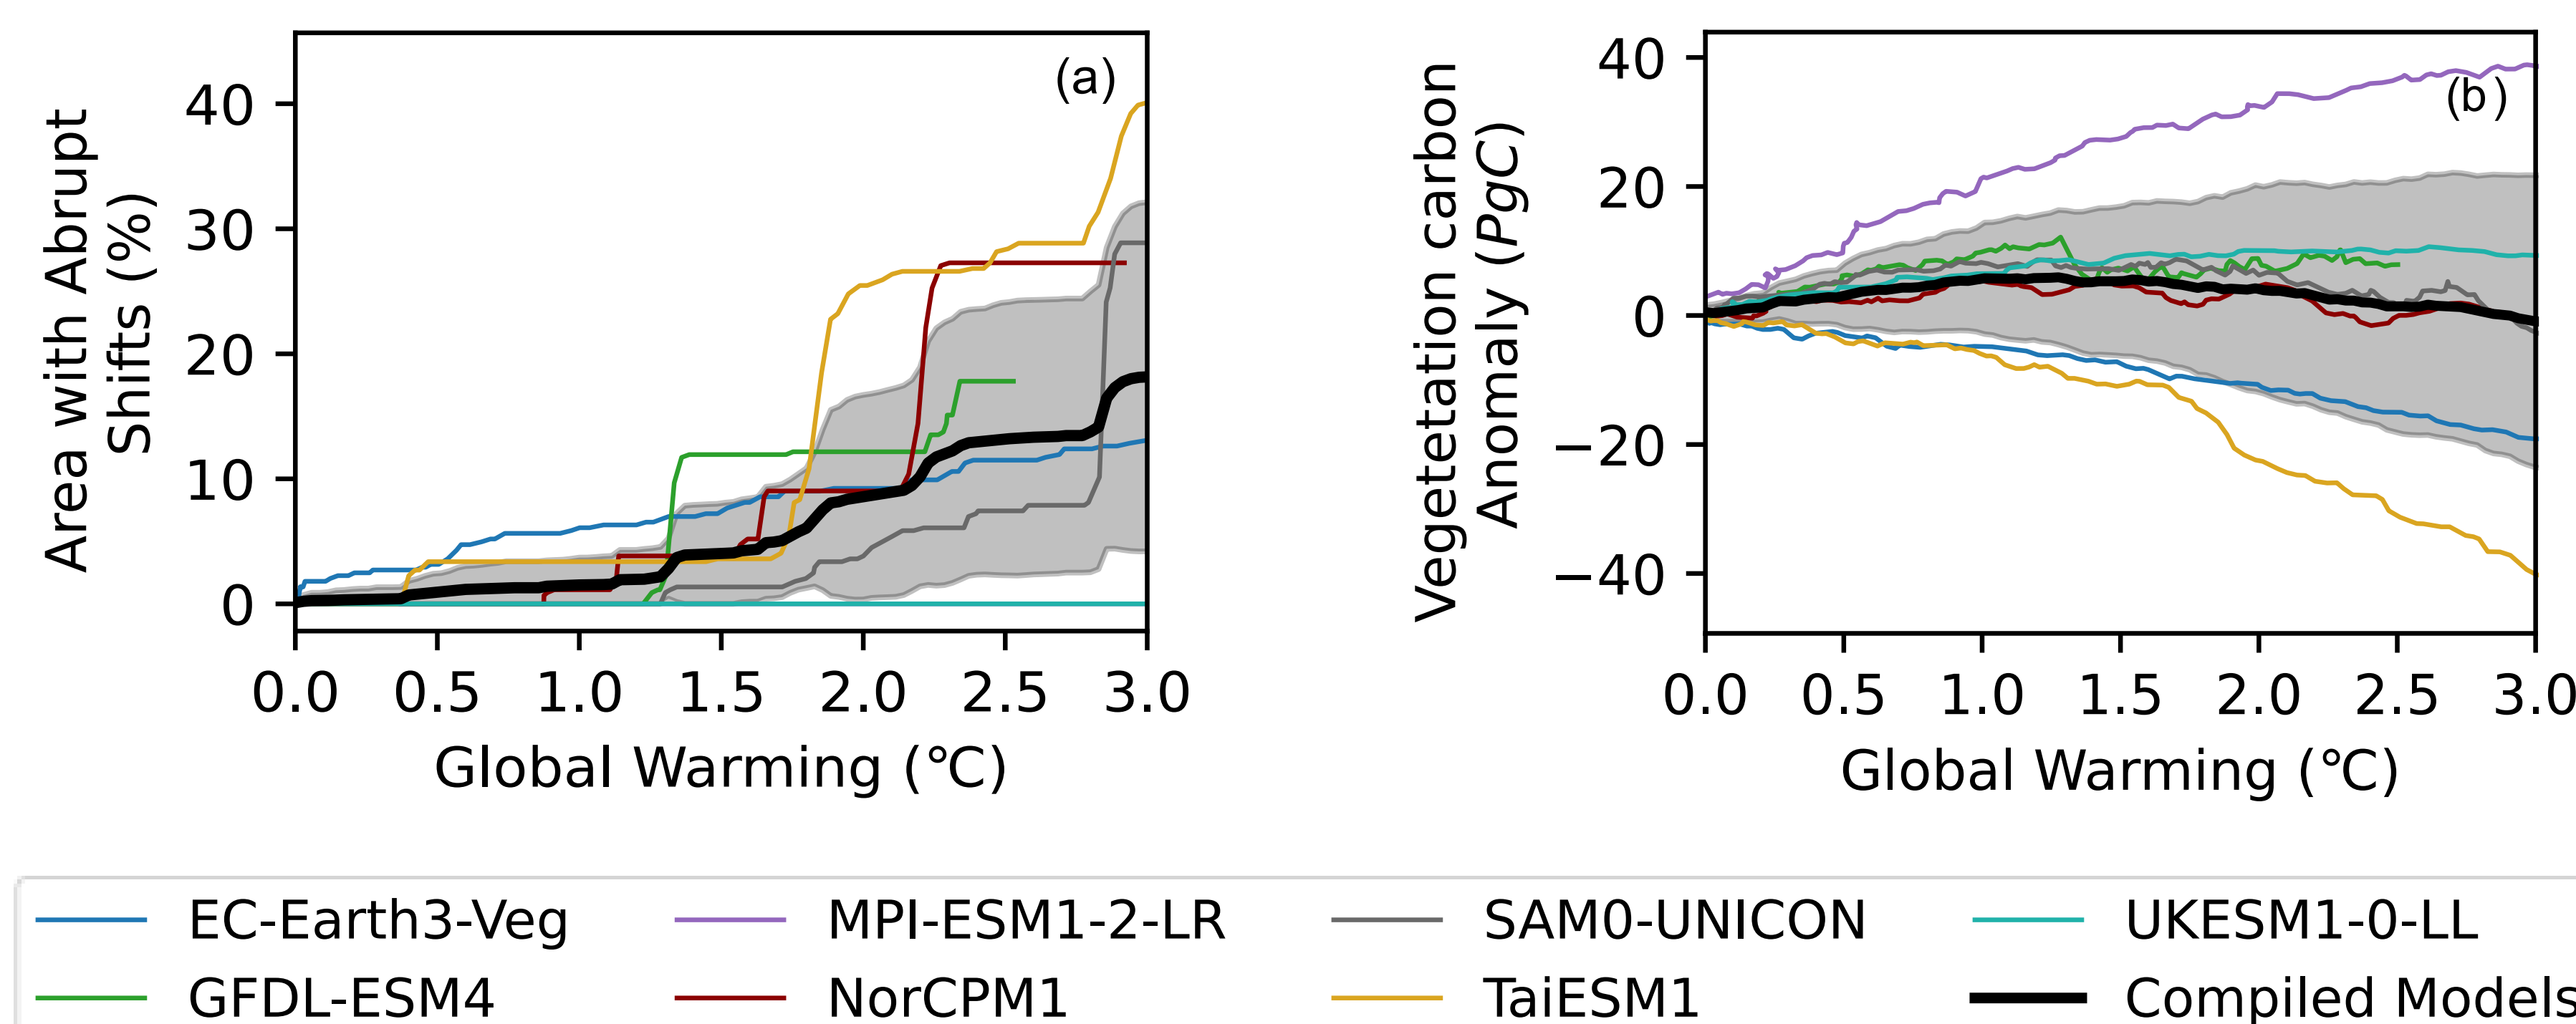 (a)
Area with Abrupt
Shifts (%)
40
30
20
10
0
0.0 0.5 1.0 1.5 2.0 2.5 3.0
Global Warming (°C)
(b)
Vegetetation carbon
Anomaly (PgC)
40
20
0
−20
−40
0.0 0.5 1.0 1.5 2.0 2.5 3.0
Global Warming (°C)
EC-Earth3-Veg MPI-ESM1-2-LR SAM0-UNICON UKESM1-0-LL
GFDL-ESM4 NorCPM1 TaiESM1 Compiled Models